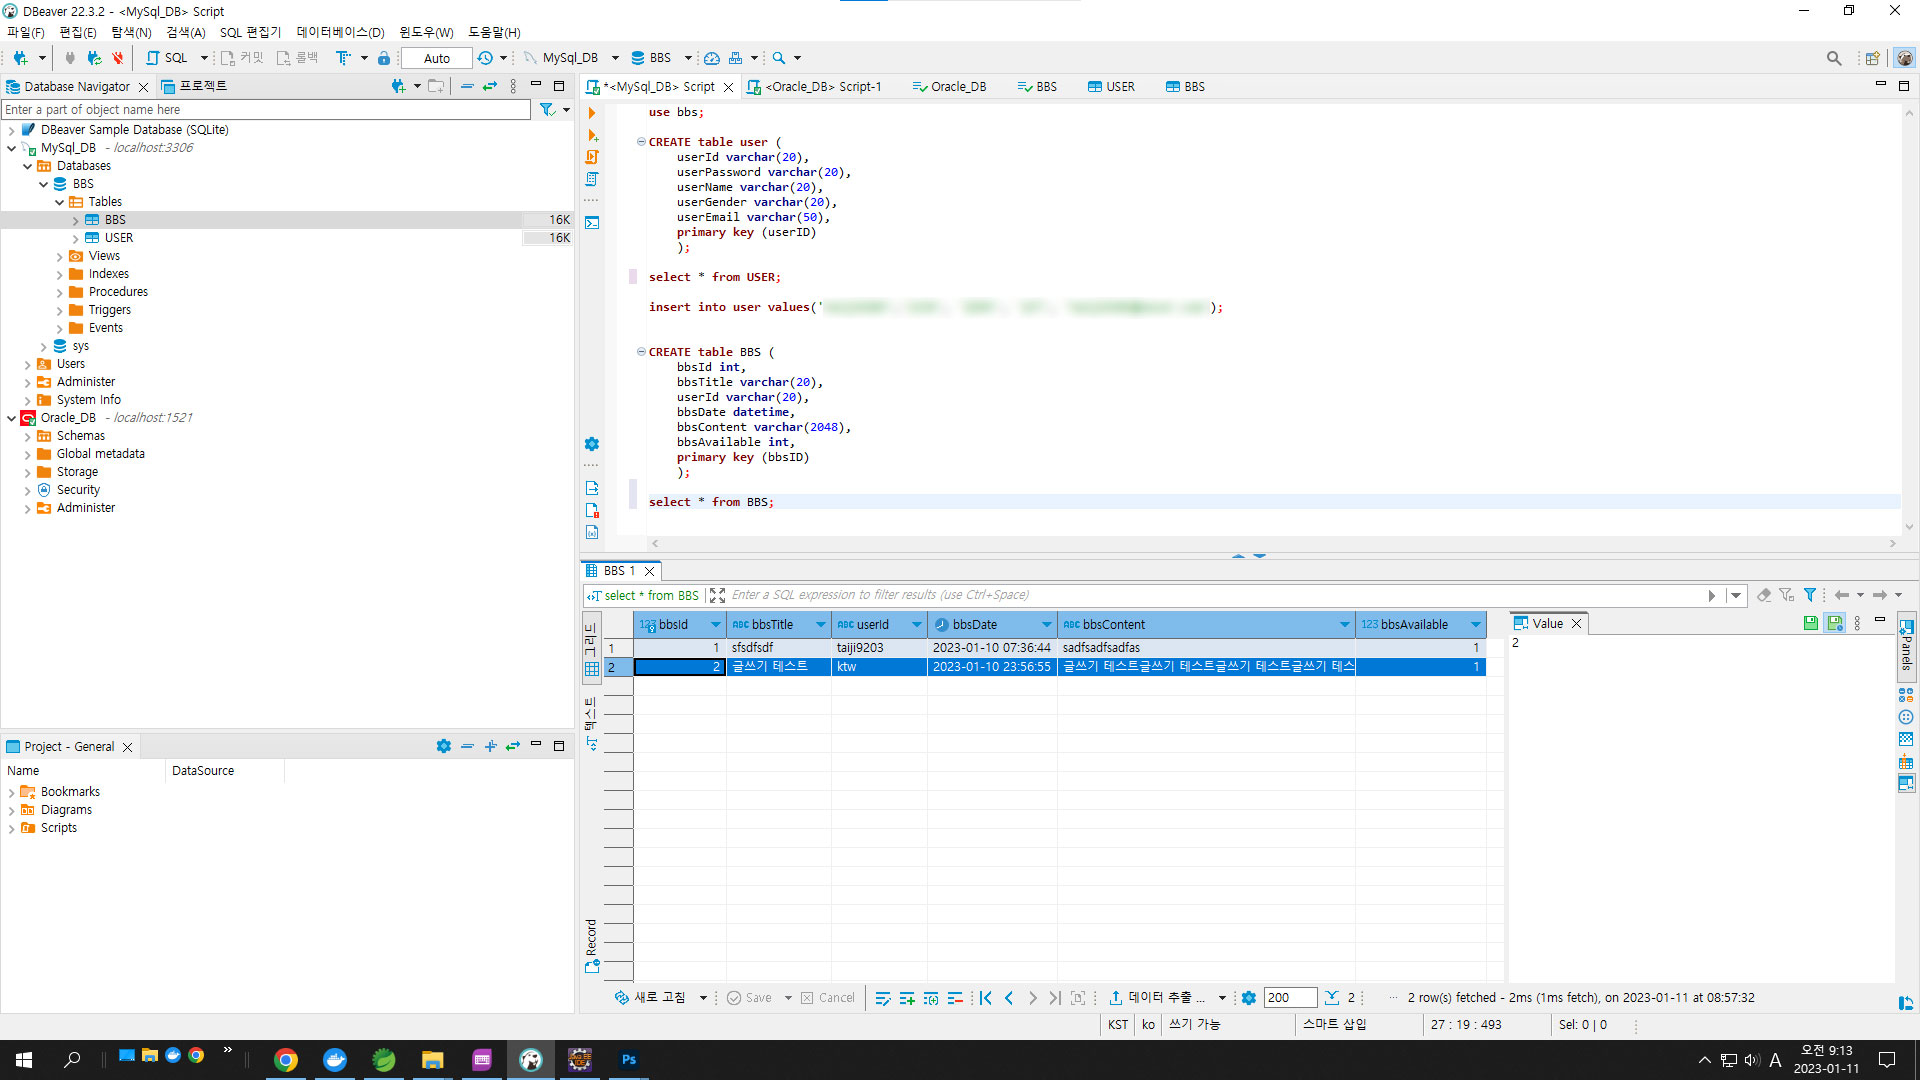 DBeaver 22.3.2 - <MySql_DB> Script
파일(F) 편집(E) 탐색(N) 검색(A) SQL 편집기 데이터베이스(D) 윈도우(W) 도움말(H)
SQL 커밋 롤백 Auto MySql_DB BBS
Database Navigator 프로젝트
Enter a part of object name here
DBeaver Sample Database (SQLite)
MySql_DB - localhost:3306
Databases
BBS
Tables
BBS 16K
USER 16K
Views
Indexes
Procedures
Triggers
Events
sys
Users
Administer
System Info
Oracle_DB - localhost:1521
Schemas
Global metadata
Storage
Security
Administer
Project - General
Name DataSource
Bookmarks
Diagrams
Scripts
*<MySql_DB> Script <Oracle_DB> Script-1 Oracle_DB BBS USER BBS
use bbs;
CREATE table user (
userId varchar(20),
userPassword varchar(20),
userName varchar(20),
userGender varchar(20),
userEmail varchar(50),
primary key (userID)
);
select * from USER;
insert into user values(' );
CREATE table BBS (
bbsId int,
bbsTitle varchar(20),
userId varchar(20),
bbsDate datetime,
bbsContent varchar(2048),
bbsAvailable int,
primary key (bbsID)
);
select * from BBS;
BBS 1
select * from BBS Enter a SQL expression to filter results (use Ctrl+Space)
그리드
텍스트
Record
123 bbsId ABC bbsTitle ABC userId bbsDate ABC bbsContent 123 bbsAvailable
1 1 sfsdfsdf taiji9203 2023-01-10 07:36:44 sadfsadfsadfas 1
2 2 글쓰기 테스트 ktw 2023-01-10 23:56:55 글쓰기 테스트글쓰기 테스트글쓰기 테스트글쓰기 테스 1
Value
2
Panels
새로 고침 Save Cancel 데이터 추출 ... 200 2 ... 2 row(s) fetched - 2ms (1ms fetch), on 2023-01-11 at 08:57:32
KST ko 쓰기 가능 스마트 삽입 27 : 19 : 493 Sel: 0 | 0
Ps
A
오전 9:13
2023-01-11